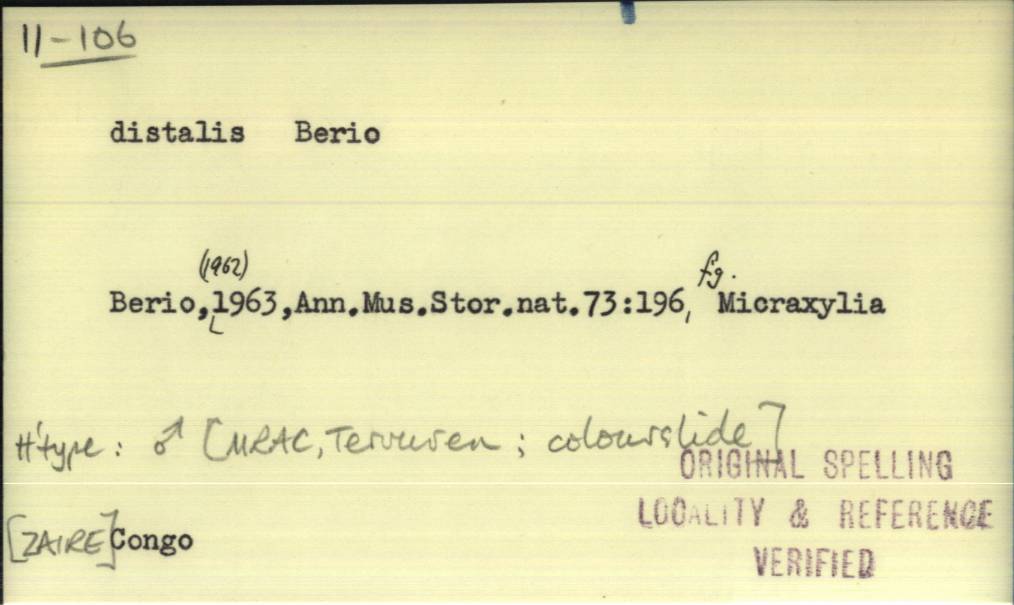 11-106
distalis Berio
(1962) fg.
Berio,1963,Ann.Mus.Stor.nat.73:196, Micraxylia
H'type: ♂ [MRAC, Tervuren; colourslide]
ORIGINAL SPELLING
LOCALITY & REFERENCE
VERIFIED
[ZAIRE] Congo